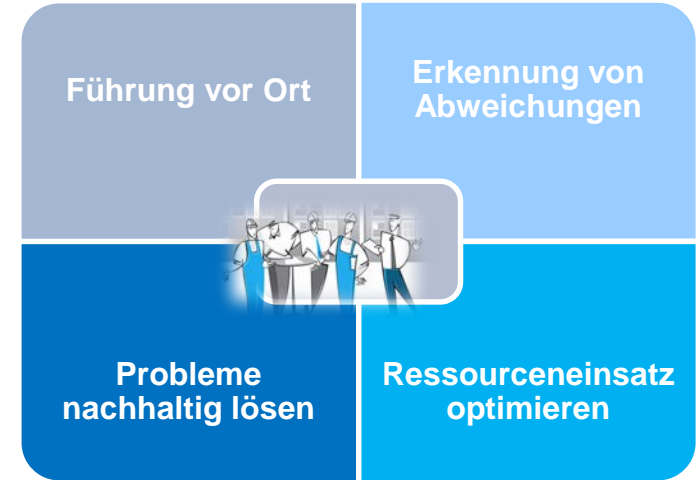 Führung vor Ort
Erkennung von
Abweichungen
Probleme
nachhaltig lösen
Ressourceneinsatz
optimieren